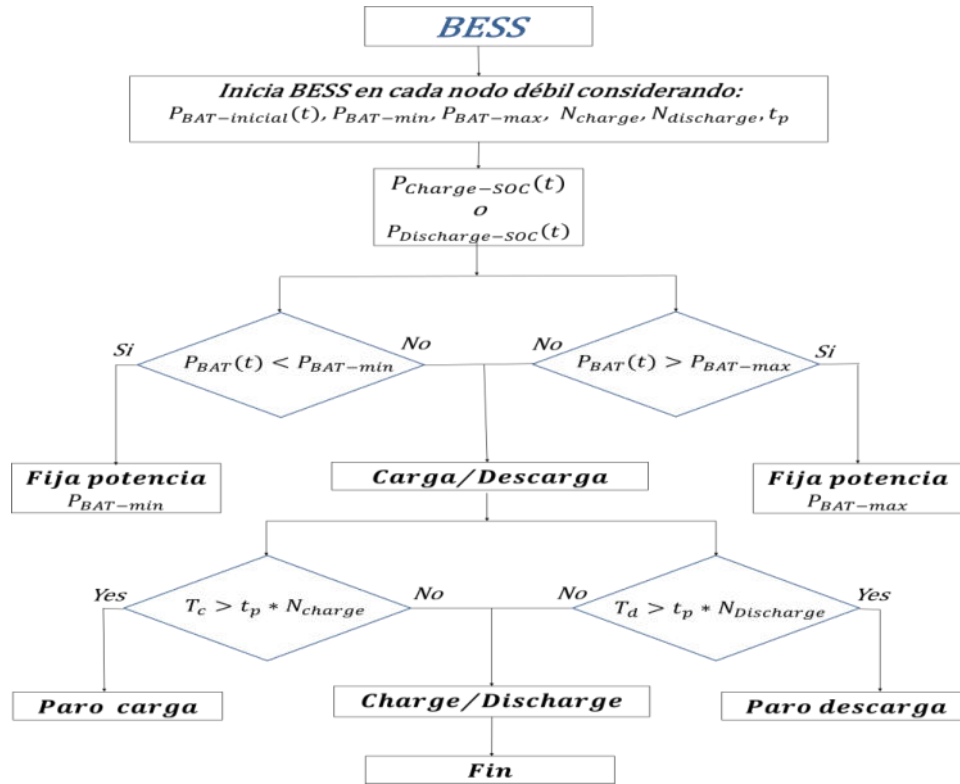 BESS
Inicia BESS en cada nodo débil considerando:
P_{BAT-inicial}(t), P_{BAT-min}, P_{BAT-max}, N_{charge}, N_{discharge}, t_p
P_{Charge-SOC}(t)
o
P_{Discharge-SOC}(t)
Si
P_{BAT}(t) < P_{BAT-min}
No
No
P_{BAT}(t) > P_{BAT-max}
Si
Fija potencia
P_{BAT-min}
Carga/Descarga
Fija potencia
P_{BAT-max}
Yes
T_c > t_p * N_{charge}
No
No
T_d > t_p * N_{Discharge}
Yes
Paro carga
Charge/Discharge
Paro descarga
Fin